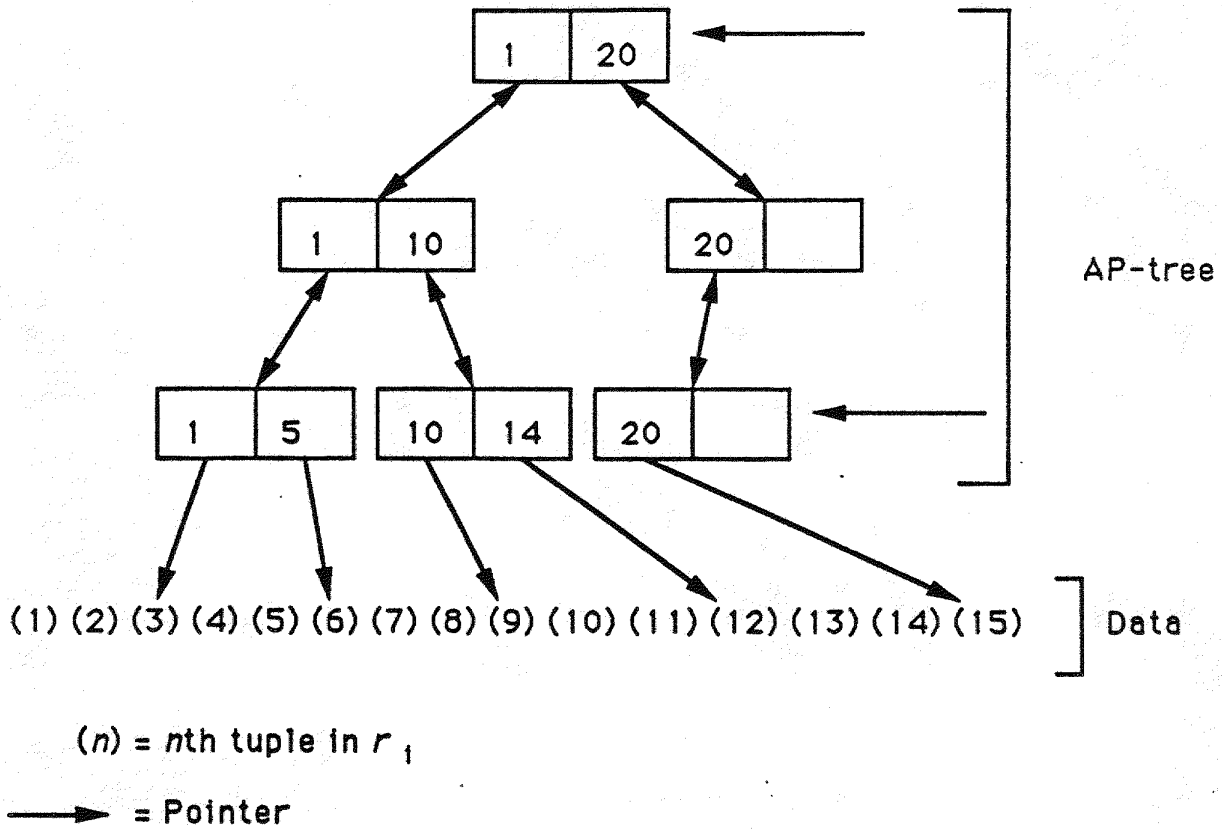 1 20
1 10 20
AP-tree
1 5 10 14 20
(1) (2) (3) (4) (5) (6) (7) (8) (9) (10) (11) (12) (13) (14) (15)
Data
(n) = nth tuple in r 1
= Pointer